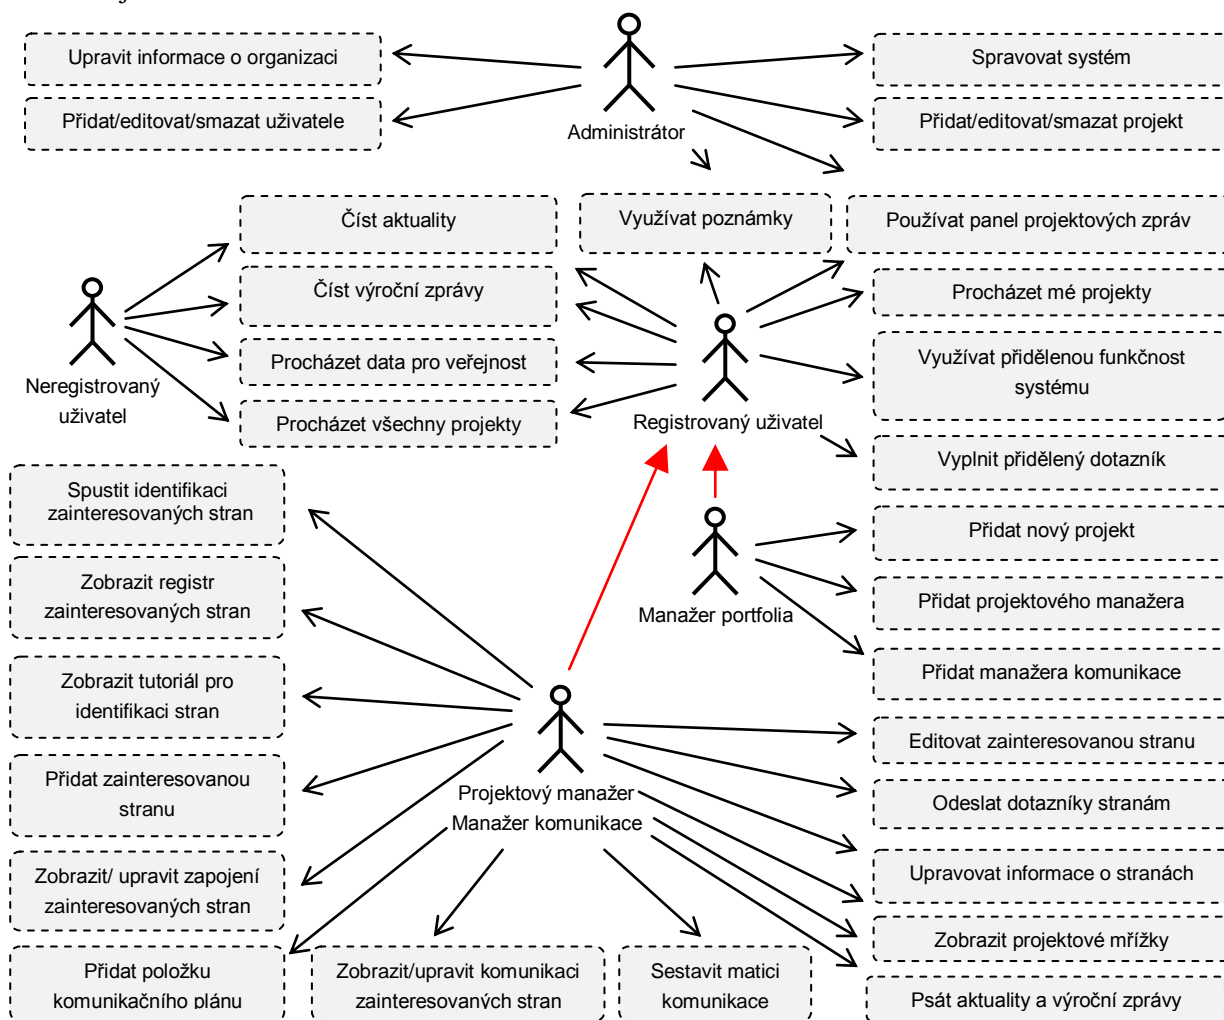 Upravit informace o organizaci
Spravovat systém
Přidat/editovat/smazat uživatele
Přidat/editovat/smazat projekt
Administrátor
Číst aktuality
Využívat poznámky
Používat panel projektových zpráv
Číst výroční zprávy
Procházet mé projekty
Procházet data pro veřejnost
Využívat přidělenou funkčnost
systému
Neregistrovaný
uživatel
Procházet všechny projekty
Registrovaný uživatel
Vyplnit přidělený dotazník
Spustit identifikaci
zainteresovaných stran
Přidat nový projekt
Zobrazit registr
zainteresovaných stran
Manažer portfolia
Přidat projektového manažera
Zobrazit tutoriál pro
identifikaci stran
Přidat manažera komunikace
Editovat zainteresovanou stranu
Přidat zainteresovanou
stranu
Projektový manažer
Manažer komunikace
Odeslat dotazníky stranám
Zobrazit/ upravit zapojení
zainteresovaných stran
Upravovat informace o stranách
Zobrazit projektové mřížky
Přidat položku
komunikačního plánu
Zobrazit/upravit komunikaci
zainteresovaných stran
Sestavit matici
komunikace
Psát aktuality a výroční zprávy